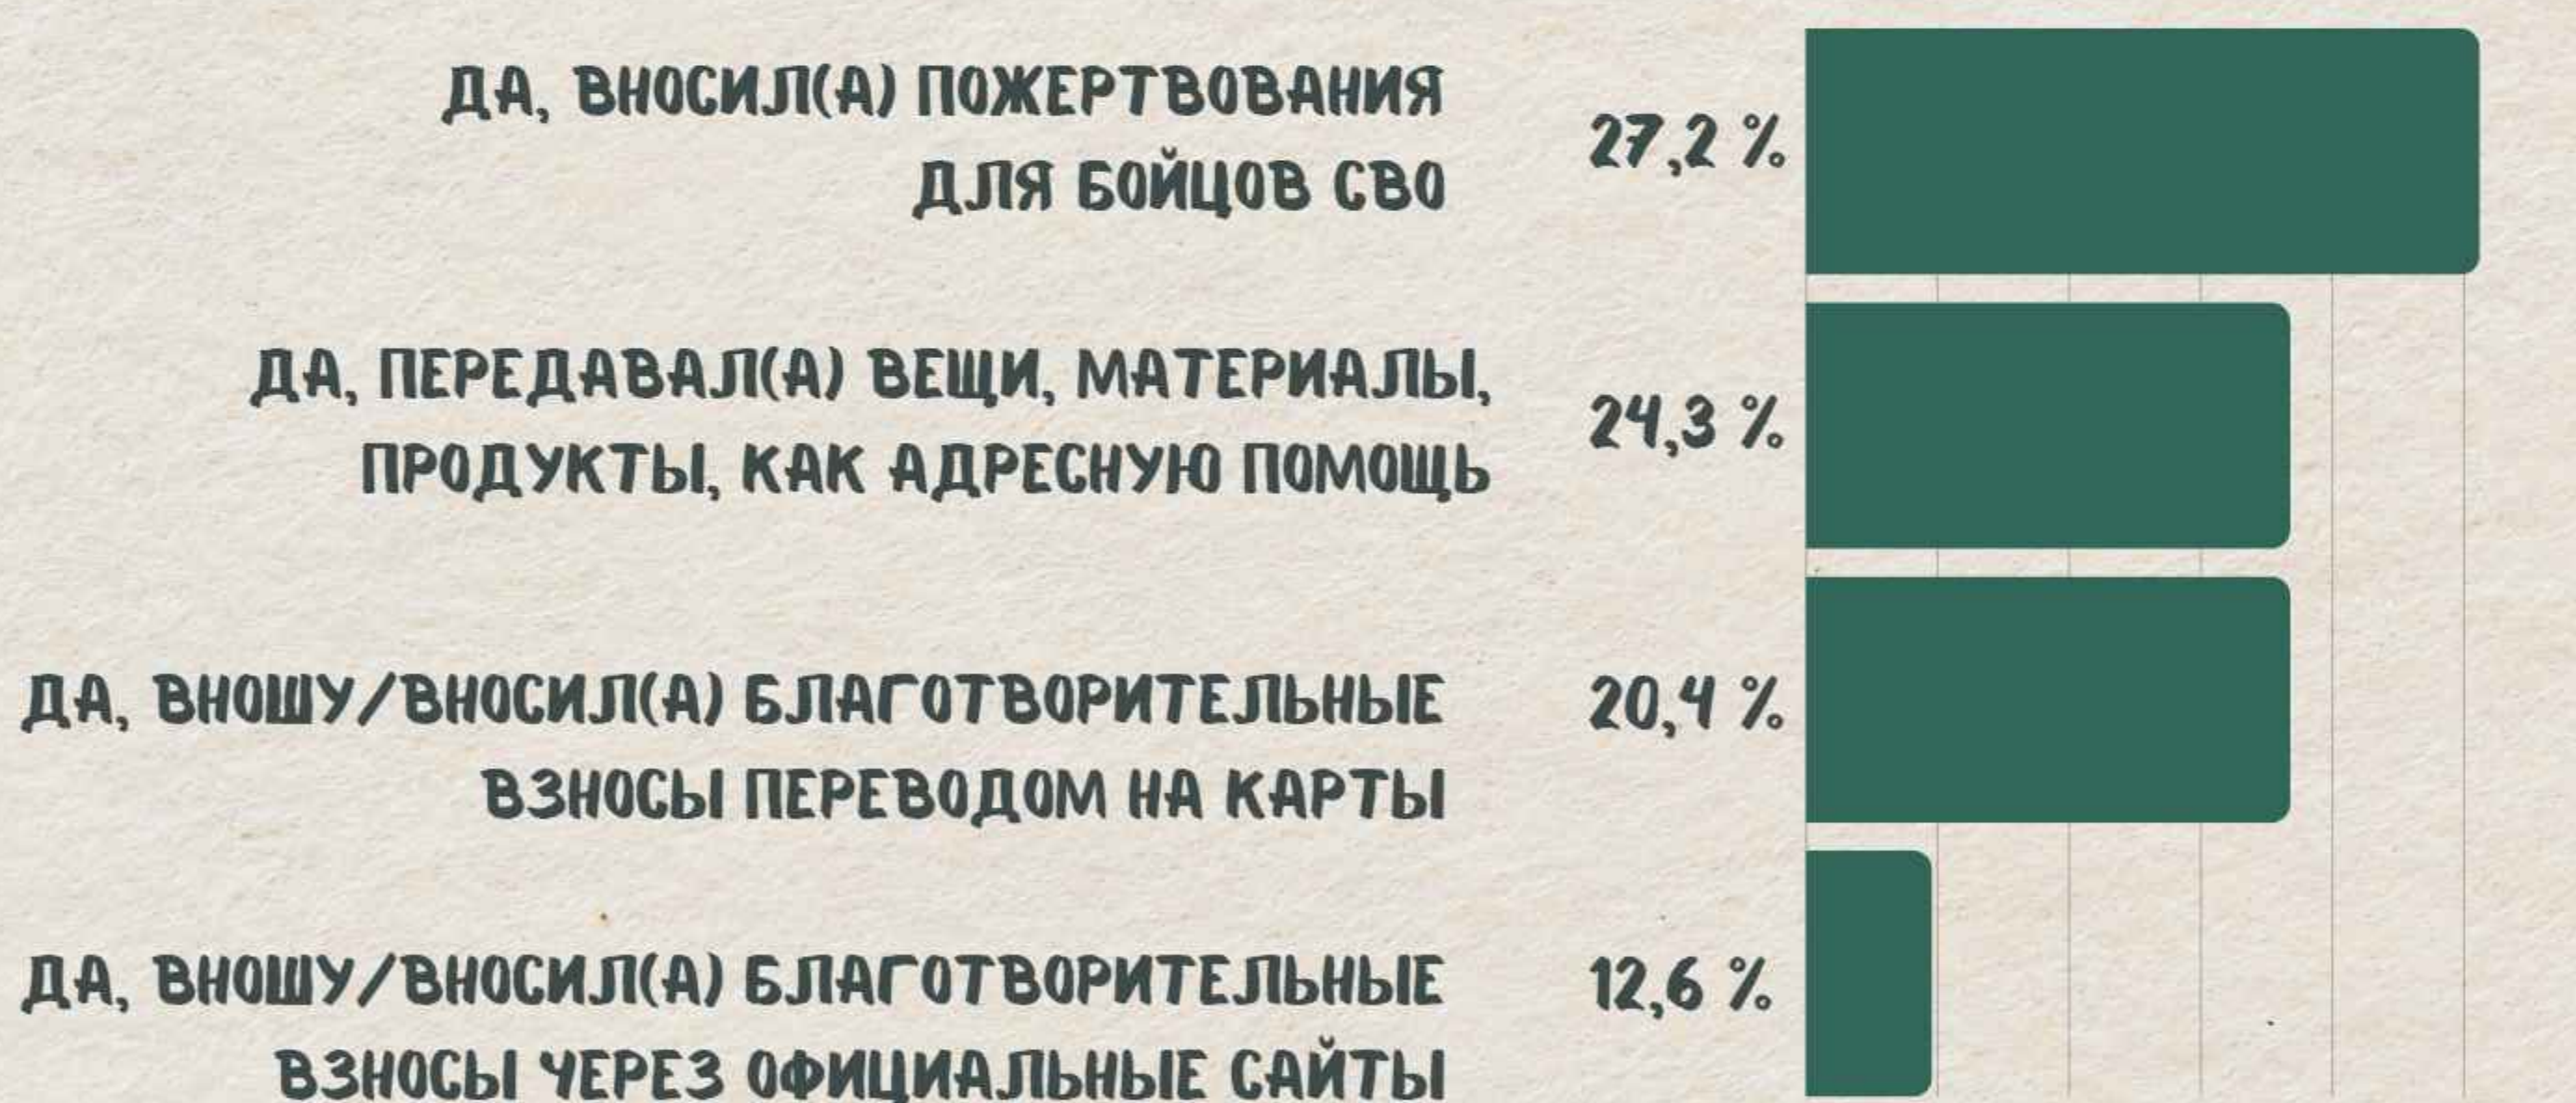 ДА, ВНОСИЛ(А) ПОЖЕРТВОВАНИЯ
ДЛЯ БОЙЦОВ СВО
27,2 %
ДА, ПЕРЕДАВАЛ(А) ВЕЩИ, МАТЕРИАЛЫ,
ПРОДУКТЫ, КАК АДРЕСНУЮ ПОМОЩЬ
24,3 %
ДА, ВНОШУ/ВНОСИЛ(А) БЛАГОТВОРИТЕЛЬНЫЕ
ВЗНОСЫ ПЕРЕВОДОМ НА КАРТЫ
20,4 %
ДА, ВНОШУ/ВНОСИЛ(А) БЛАГОТВОРИТЕЛЬНЫЕ
ВЗНОСЫ ЧЕРЕЗ ОФИЦИАЛЬНЫЕ САЙТЫ
12,6 %